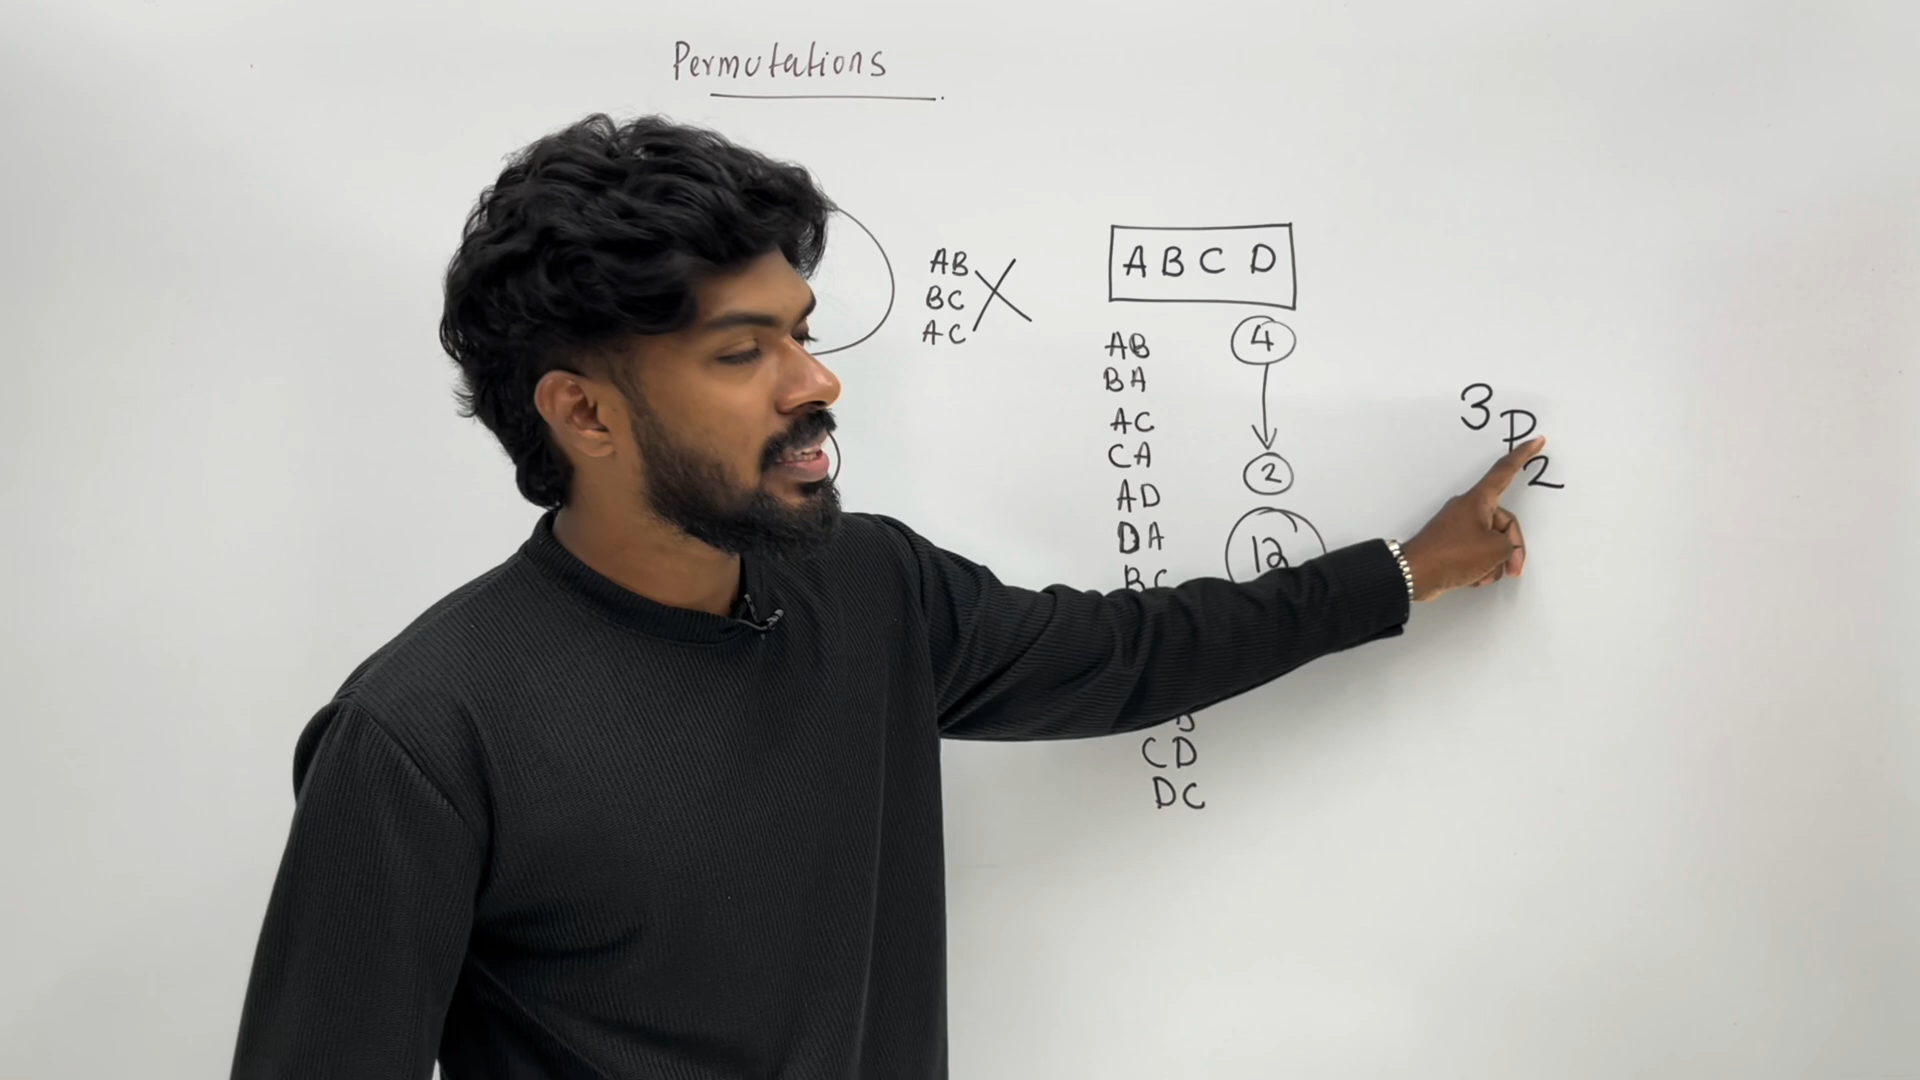 Permutations
AB
BC
AC
A B C D
4
2
12
AB
BA
AC
CA
AD
DA
BC
CD
DC
3P2